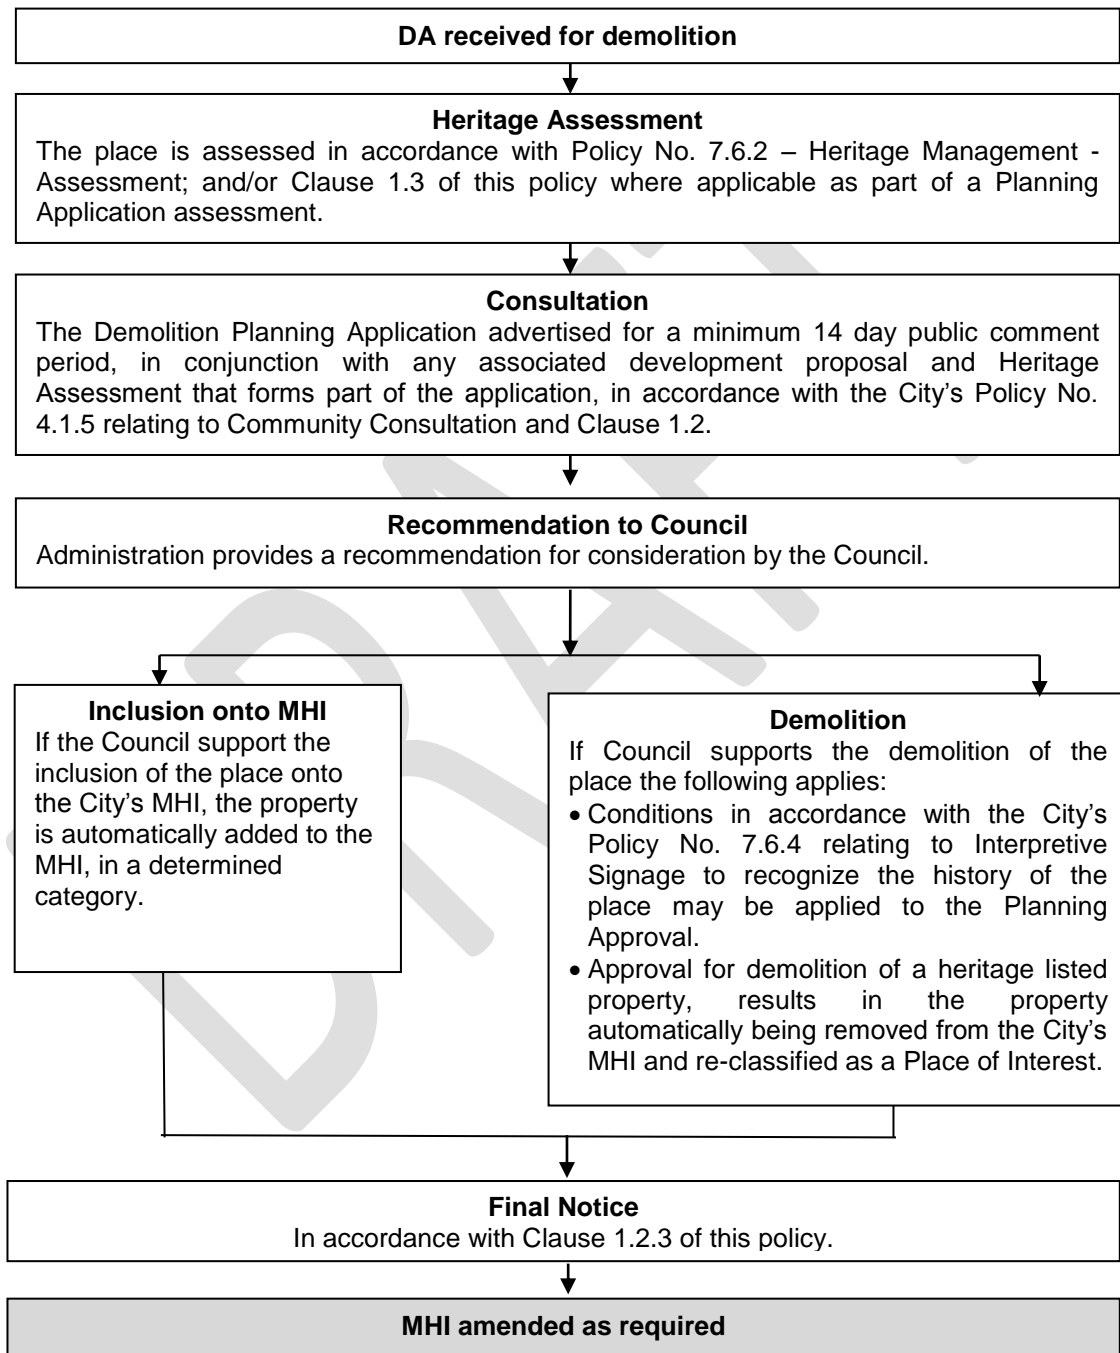 DA received for demolition
Heritage Assessment
The place is assessed in accordance with Policy No. 7.6.2 – Heritage Management -
Assessment; and/or Clause 1.3 of this policy where applicable as part of a Planning
Application assessment.
Consultation
The Demolition Planning Application advertised for a minimum 14 day public comment
period, in conjunction with any associated development proposal and Heritage
Assessment that forms part of the application, in accordance with the City's Policy No.
4.1.5 relating to Community Consultation and Clause 1.2.
Recommendation to Council
Administration provides a recommendation for consideration by the Council.
Inclusion onto MHI
If the Council support the
inclusion of the place onto
the City's MHI, the property
is automatically added to the
MHI, in a determined
category.
Demolition
If Council supports the demolition of the
place the following applies:
• Conditions in accordance with the City's
Policy No. 7.6.4 relating to Interpretive
Signage to recognize the history of the
place may be applied to the Planning
Approval.
• Approval for demolition of a heritage listed
property, results in the property
automatically being removed from the City's
MHI and re-classified as a Place of Interest.
Final Notice
In accordance with Clause 1.2.3 of this policy.
MHI amended as required
DRAFT